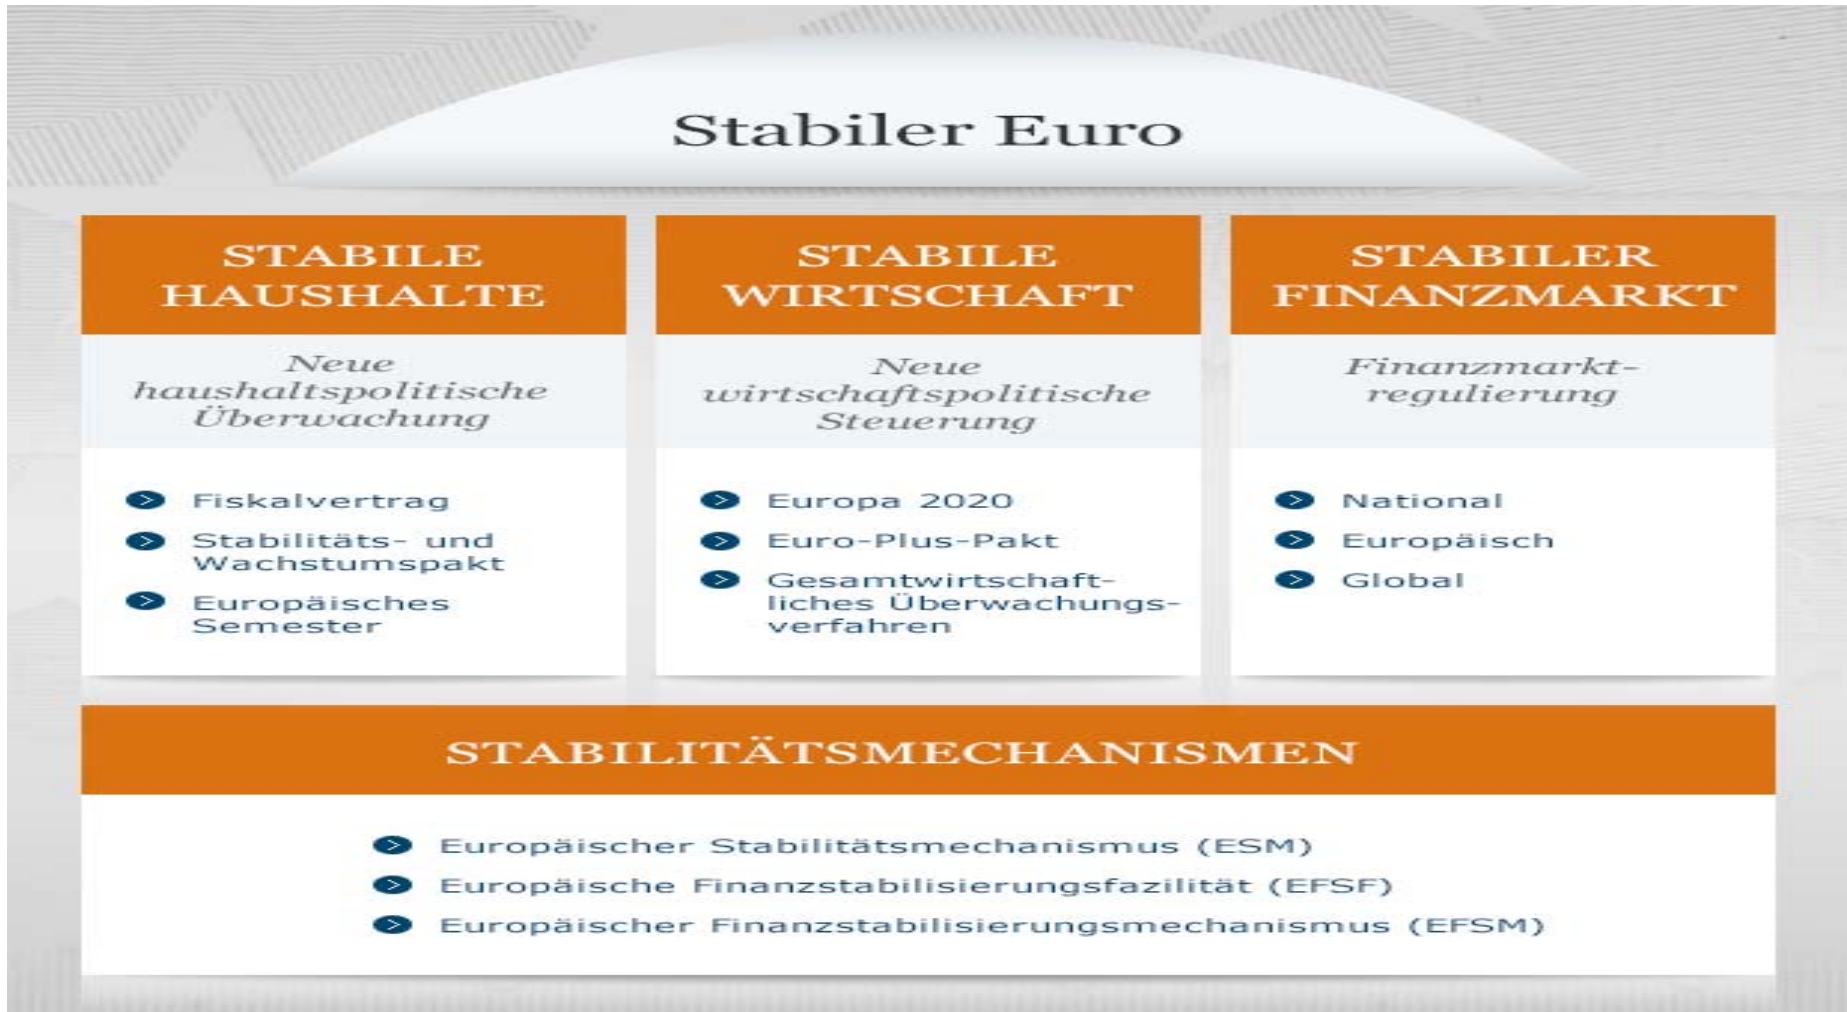 Stabiler Euro
STABILE
HAUSHALTE
Neue
haushaltspolitische
Überwachung
Fiskalvertrag
Stabilitäts- und
Wachstumspakt
Europäisches
Semester
STABILE
WIRTSCHAFT
Neue
wirtschaftspolitische
Steuerung
Europa 2020
Euro-Plus-Pakt
Gesamtwirtschaft-
liches Überwachungs-
verfahren
STABILER
FINANZMARKT
Finanzmarkt-
regulierung
National
Europäisch
Global
STABILITÄTSMECHANISMEN
Europäischer Stabilitätsmechanismus (ESM)
Europäische Finanzstabilisierungsfazilität (EFSF)
Europäischer Finanzstabilisierungsmechanismus (EFSM)